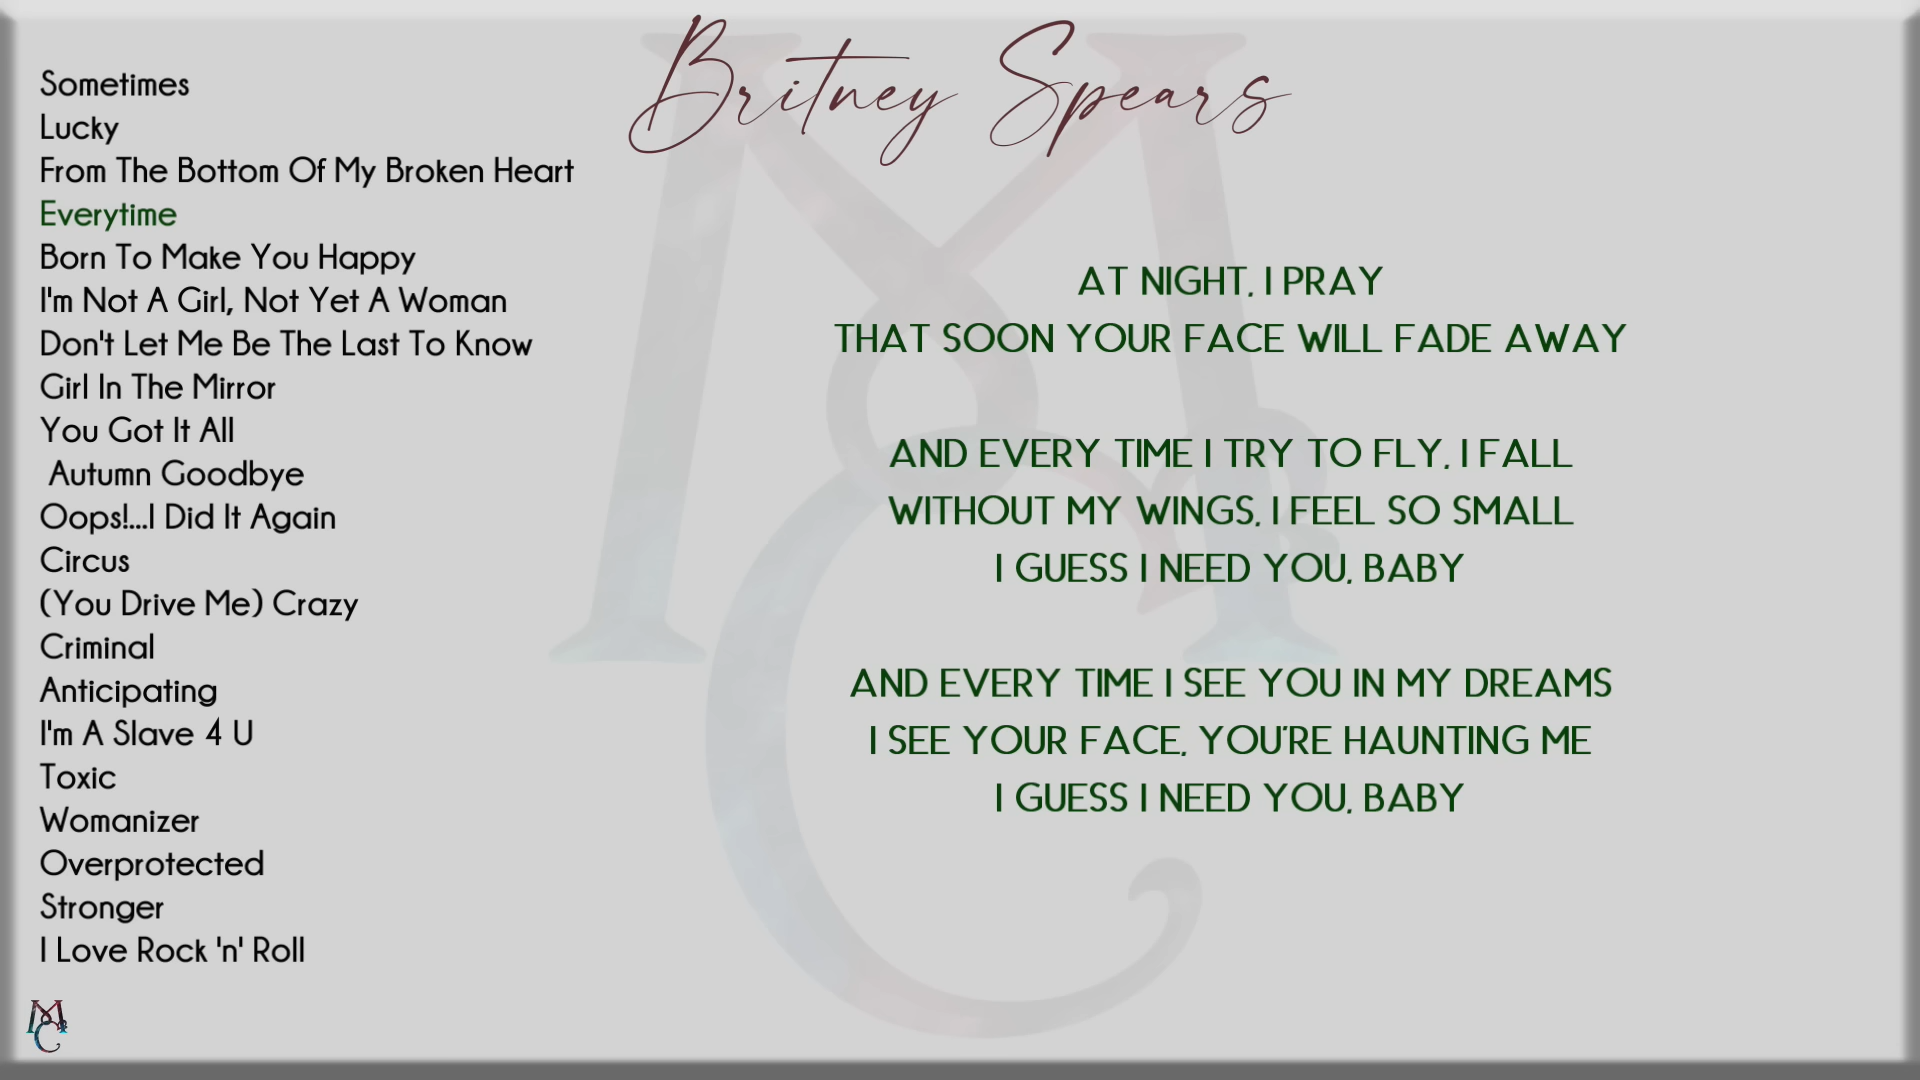 Britney Spears
Sometimes
Lucky
From The Bottom Of My Broken Heart
Everytime
Born To Make You Happy
I'm Not A Girl, Not Yet A Woman
Don't Let Me Be The Last To Know
Girl In The Mirror
You Got It All
Autumn Goodbye
Oops!...I Did It Again
Circus
(You Drive Me) Crazy
Criminal
Anticipating
I'm A Slave 4 U
Toxic
Womanizer
Overprotected
Stronger
I Love Rock 'n' Roll
AT NIGHT, I PRAY
THAT SOON YOUR FACE WILL FADE AWAY
AND EVERY TIME I TRY TO FLY, I FALL
WITHOUT MY WINGS, I FEEL SO SMALL
I GUESS I NEED YOU, BABY
AND EVERY TIME I SEE YOU IN MY DREAMS
I SEE YOUR FACE, YOU'RE HAUNTING ME
I GUESS I NEED YOU, BABY